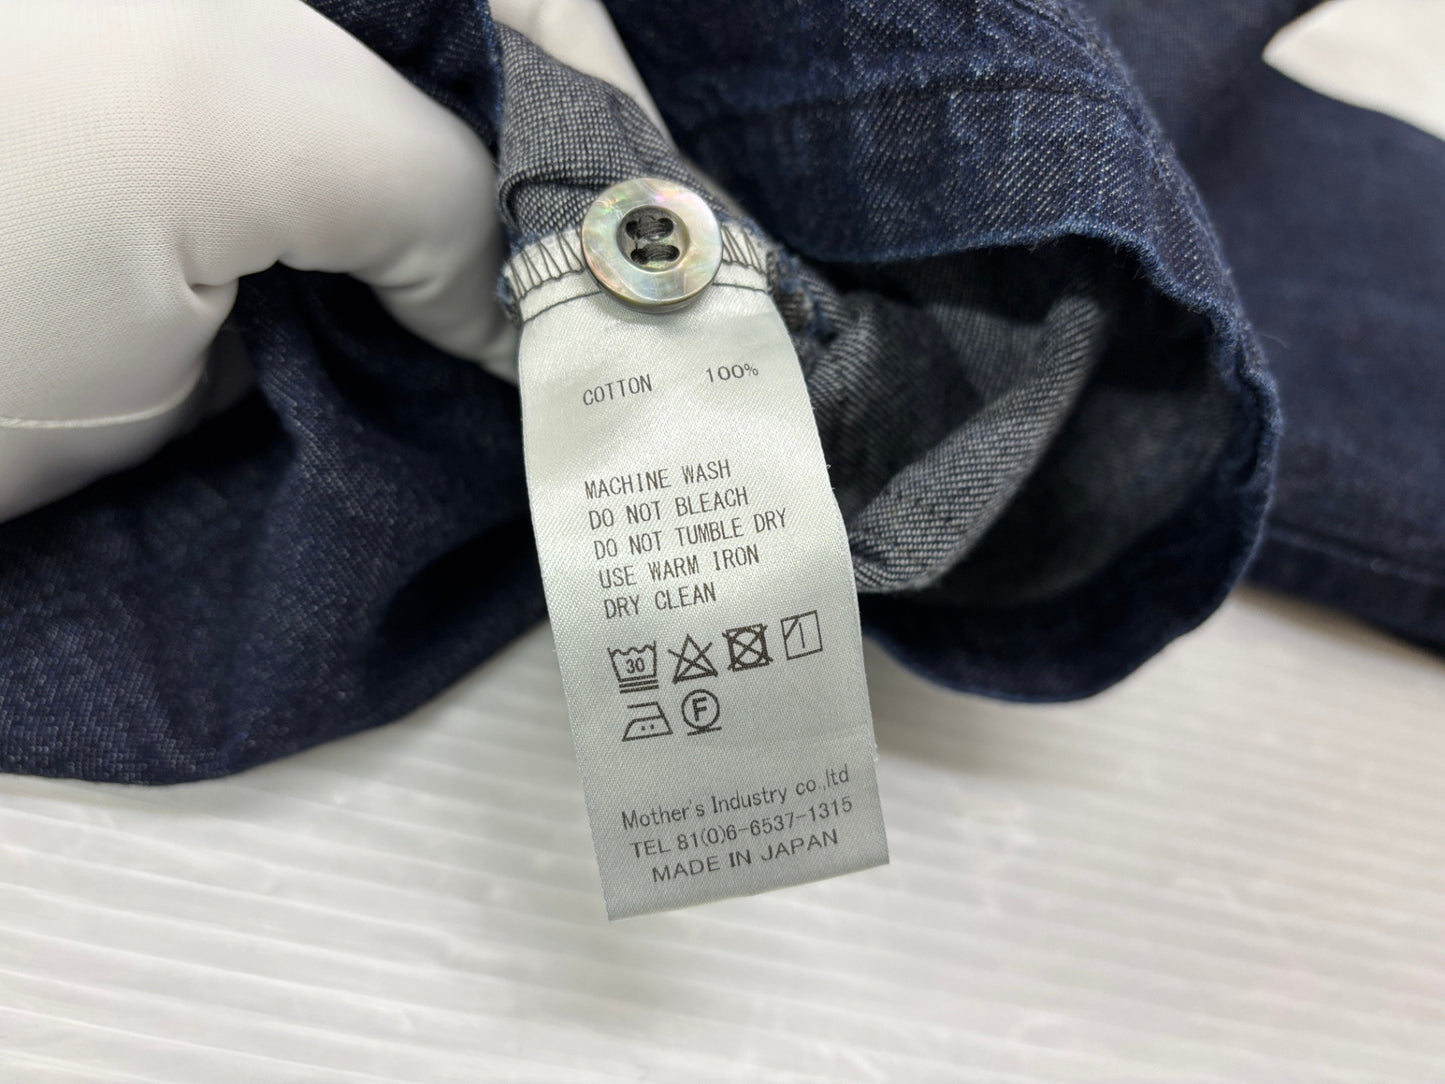 COTTON 100%
MACHINE WASH
DO NOT BLEACH
DO NOT TUMBLE DRY
USE WARM IRON
DRY CLEAN
30
F
Mother's Industry co.,ltd
TEL 81(0)6-6537-1315
MADE IN JAPAN